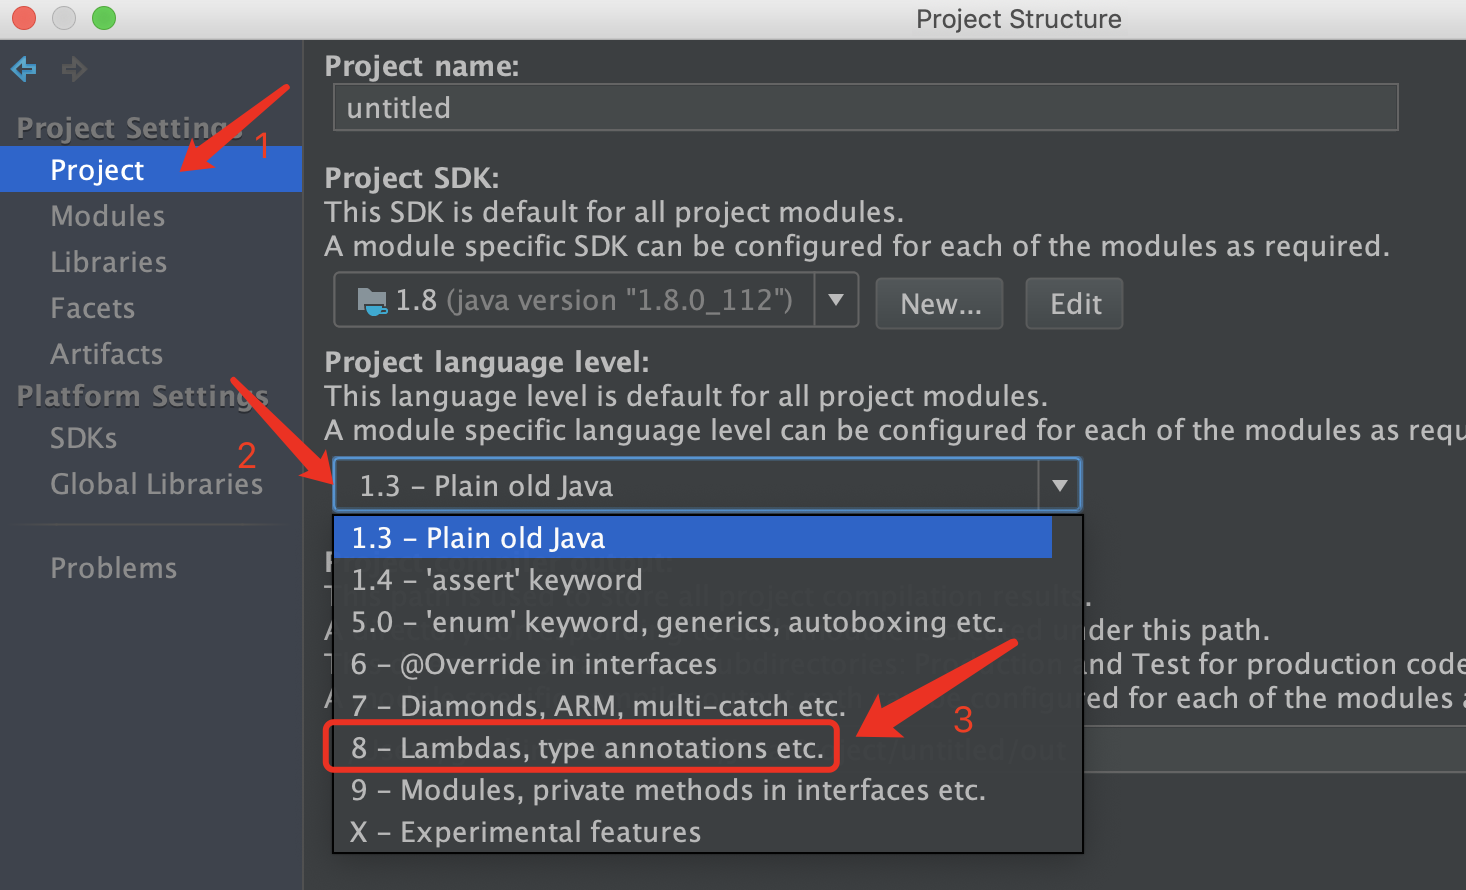 Project Structure
Project Settings
1
Project
Modules
Libraries
Facets
Artifacts
Platform Settings
SDKs
2
Global Libraries
Problems
Project name:
untitled
Project SDK:
This SDK is default for all project modules.
A module specific SDK can be configured for each of the modules as required.
1.8 (java version "1.8.0_112")
New...
Edit
Project language level:
This language level is default for all project modules.
A module specific language level can be configured for each of the modules as requ
1.3 – Plain old Java
1.3 – Plain old Java
1.4 – 'assert' keyword
5.0 – 'enum' keyword, generics, autoboxing etc.
nder this path.
6 – @Override in interfaces
and Test for production code
7 – Diamonds, ARM, multi-catch etc.
ed for each of the modules a
3
8 – Lambdas, type annotations etc.
9 – Modules, private methods in interfaces etc.
X – Experimental features